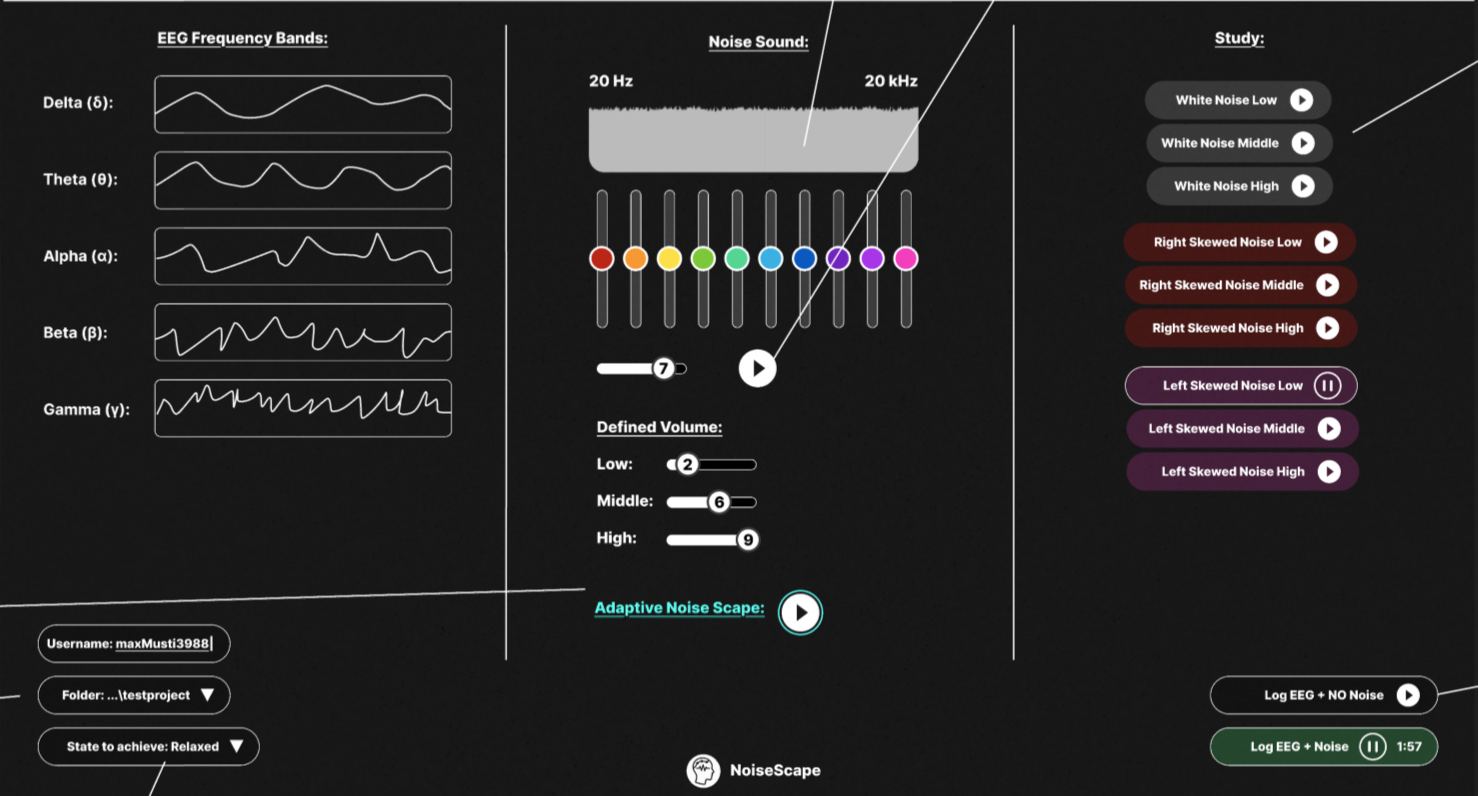 EEG Frequency Bands:
Delta (δ):
Theta (θ):
Alpha (α):
Beta (β):
Gamma (γ):
Username: maxMusti3988
Folder: ...\testproject
State to achieve: Relaxed
Noise Sound:
20 Hz 20 kHz
7
Defined Volume:
Low: 2
Middle: 6
High: 9
Adaptive Noise Scape:
NoiseScape
Study:
White Noise Low
White Noise Middle
White Noise High
Right Skewed Noise Low
Right Skewed Noise Middle
Right Skewed Noise High
Left Skewed Noise Low
Left Skewed Noise Middle
Left Skewed Noise High
Log EEG + NO Noise
Log EEG + Noise 1:57